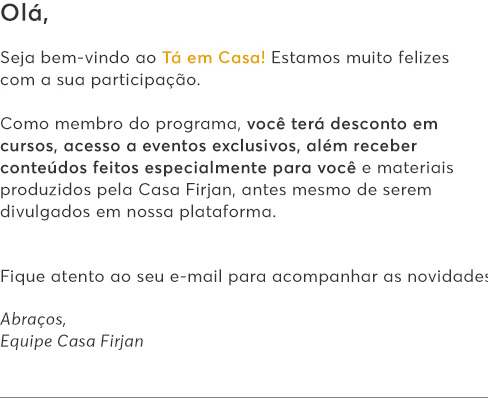 Olá,
Seja bem-vindo ao Tá em Casa! Estamos muito felizes
com a sua participação.
Como membro do programa, você terá desconto em
cursos, acesso a eventos exclusivos, além receber
conteúdos feitos especialmente para você e materiais
produzidos pela Casa Firjan, antes mesmo de serem
divulgados em nossa plataforma.
Fique atento ao seu e-mail para acompanhar as novidades
Abraços,
Equipe Casa Firjan